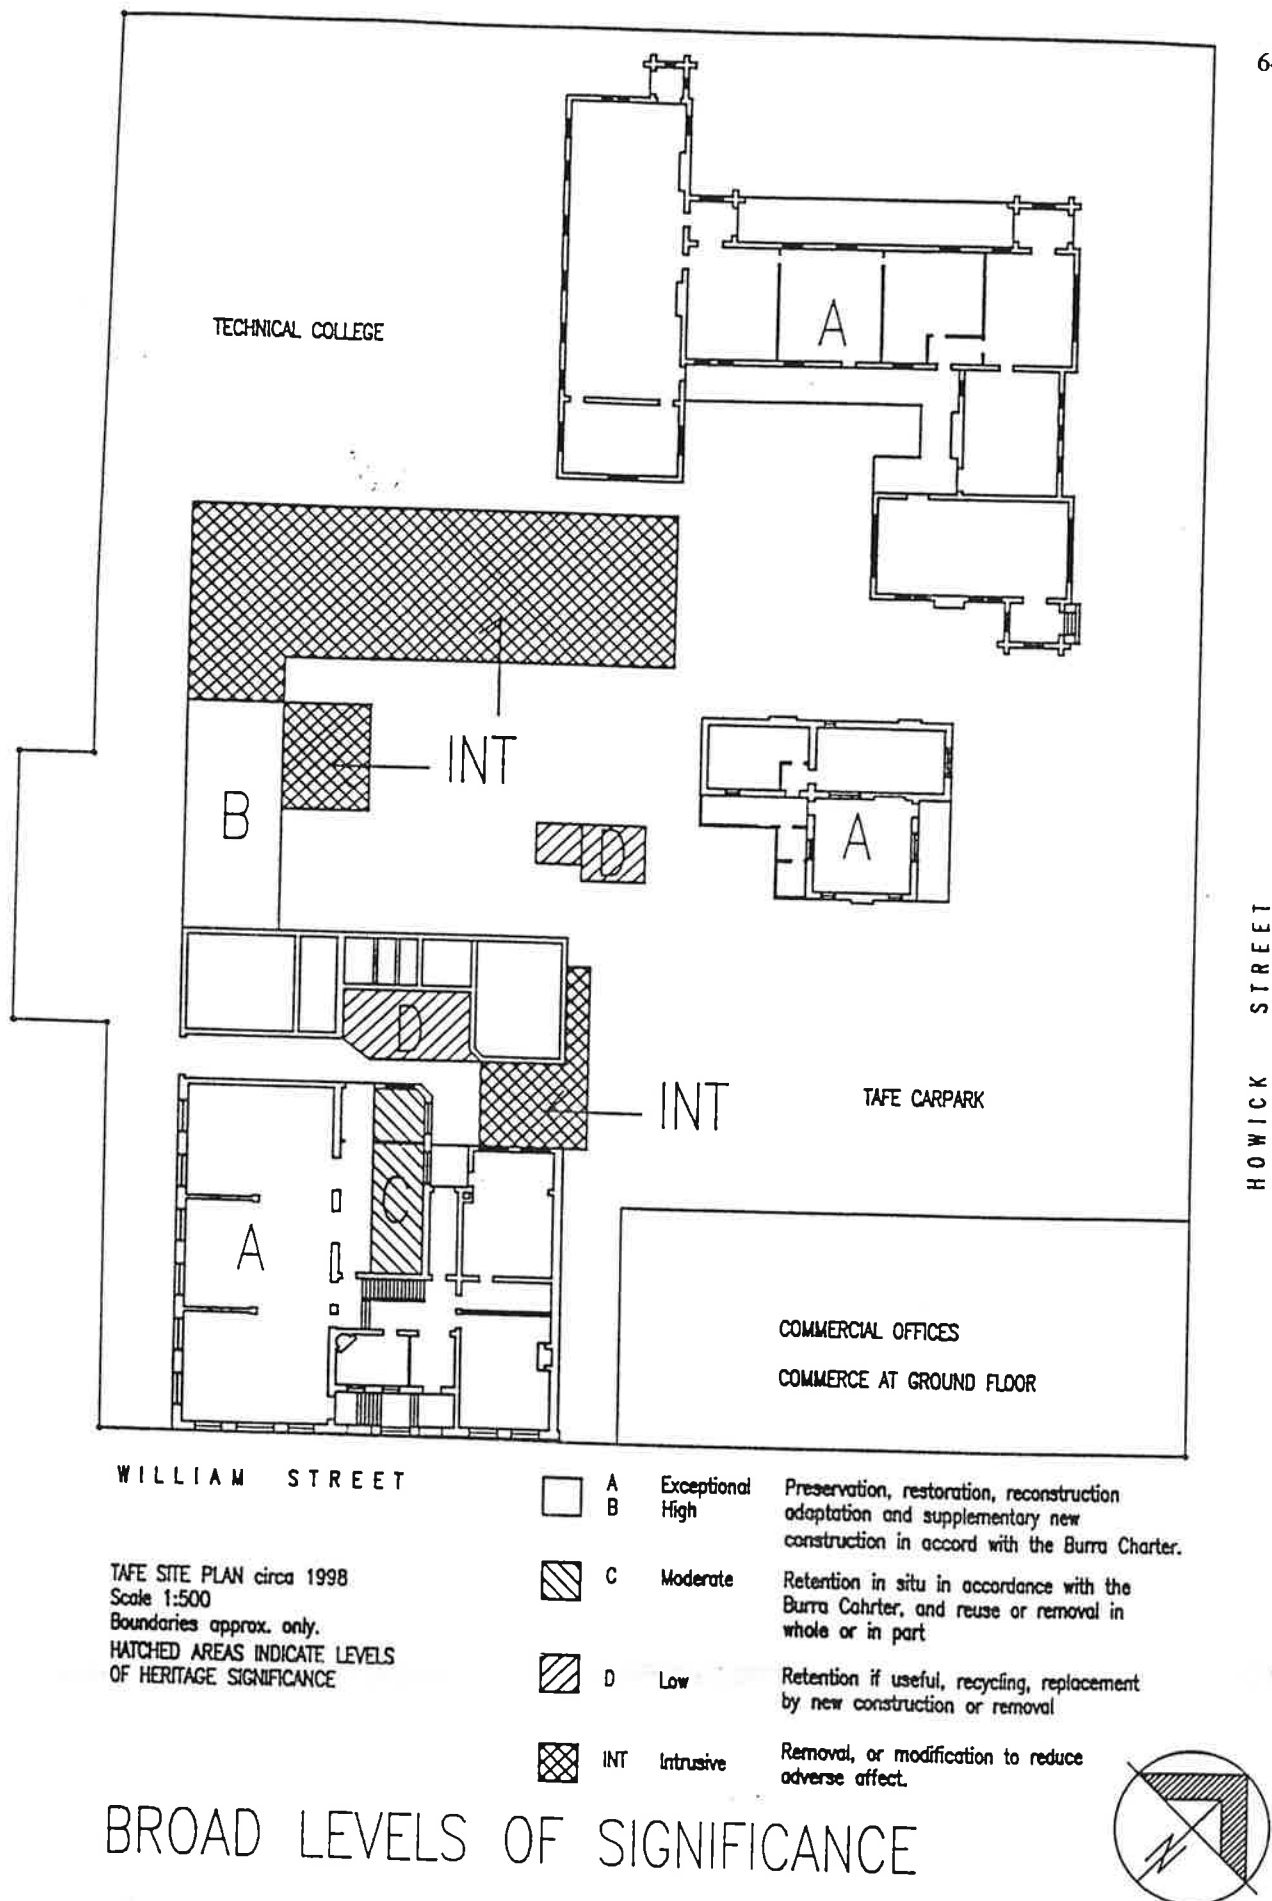 6
TECHNICAL COLLEGE
A
INT
B
D
A
D
INT
TAFE CARPARK
HOWICK STREET
C
A
COMMERCIAL OFFICES
COMMERCE AT GROUND FLOOR
WILLIAM STREET
A Exceptional
B High
Preservation, restoration, reconstruction
adaptation and supplementary new
construction in accord with the Burra Charter.
C Moderate
Retention in situ in accordance with the
Burra Cahrter, and reuse or removal in
whole or in part
D Low
Retention if useful, recycling, replacement
by new construction or removal
INT Intrusive
Removal, or modification to reduce
adverse affect.
TAFE SITE PLAN circa 1998
Scale 1:500
Boundaries approx. only.
HATCHED AREAS INDICATE LEVELS
OF HERITAGE SIGNIFICANCE
N
BROAD LEVELS OF SIGNIFICANCE